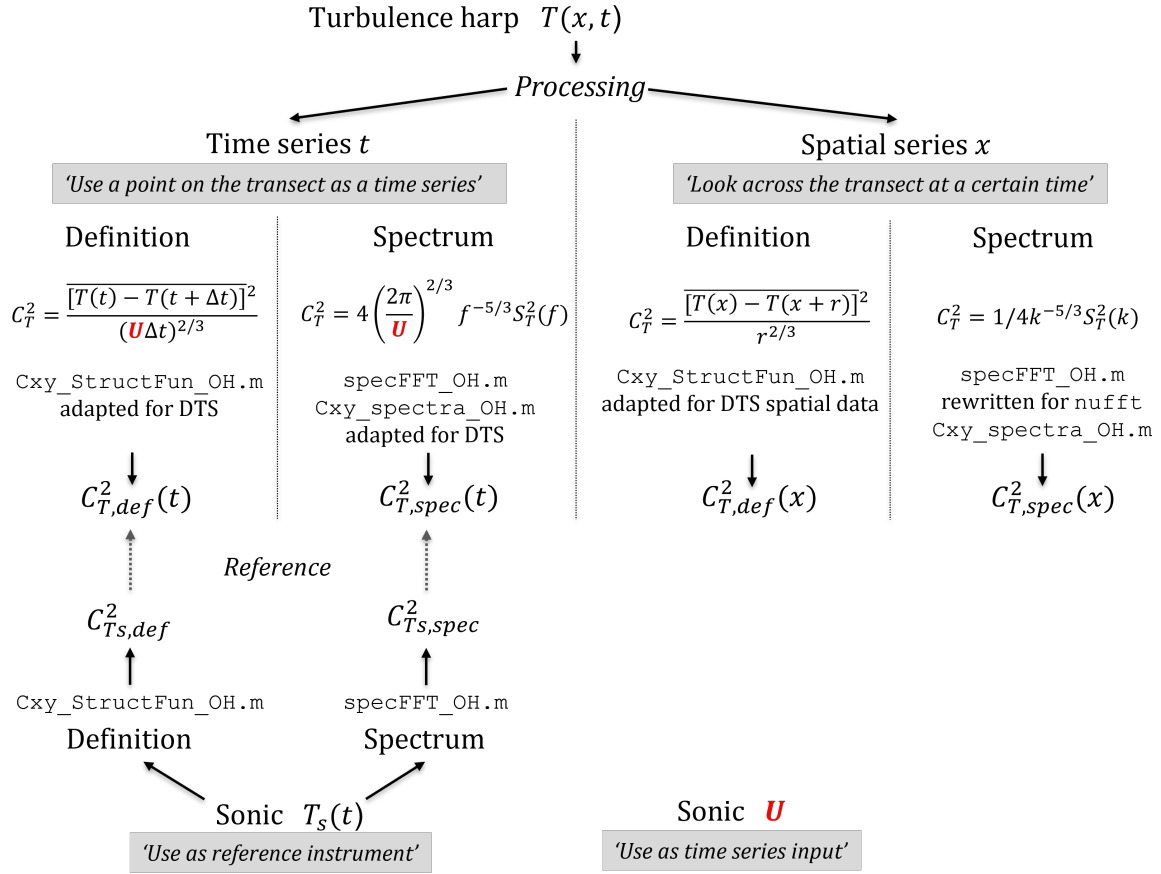 Turbulence harp T(x, t)
Processing
Time series t
‘Use a point on the transect as a time series’
Definition
C_T^2 = \overline{[T(t) − T(t + Δt)]}^2 / (UΔt)^{2/3}
Cxy_StructFun_OH.m
adapted for DTS
C_{T,def}^2(t)
Spectrum
C_T^2 = 4 (2π / U)^{2/3} f^{−5/3} S_T^2(f)
specFFT_OH.m
Cxy_spectra_OH.m
adapted for DTS
C_{T,spec}^2(t)
Spatial series x
‘Look across the transect at a certain time’
Definition
C_T^2 = \overline{[T(x) − T(x + r)]}^2 / r^{2/3}
Cxy_StructFun_OH.m
adapted for DTS spatial data
C_{T,def}^2(x)
Spectrum
C_T^2 = 1/4k^{−5/3} S_T^2(k)
specFFT_OH.m
rewritten for nufft
Cxy_spectra_OH.m
C_{T,spec}^2(x)
Reference
C_{Ts,def}^2
Cxy_StructFun_OH.m
Definition
C_{Ts,spec}^2
specFFT_OH.m
Spectrum
Sonic T_s(t)
‘Use as reference instrument’
Sonic U
‘Use as time series input’